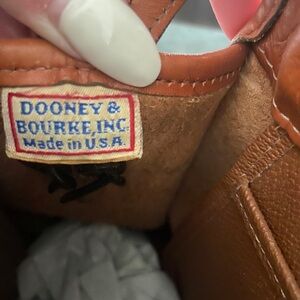 DOONEY &
BOURKE, INC.
Made in U.S.A.